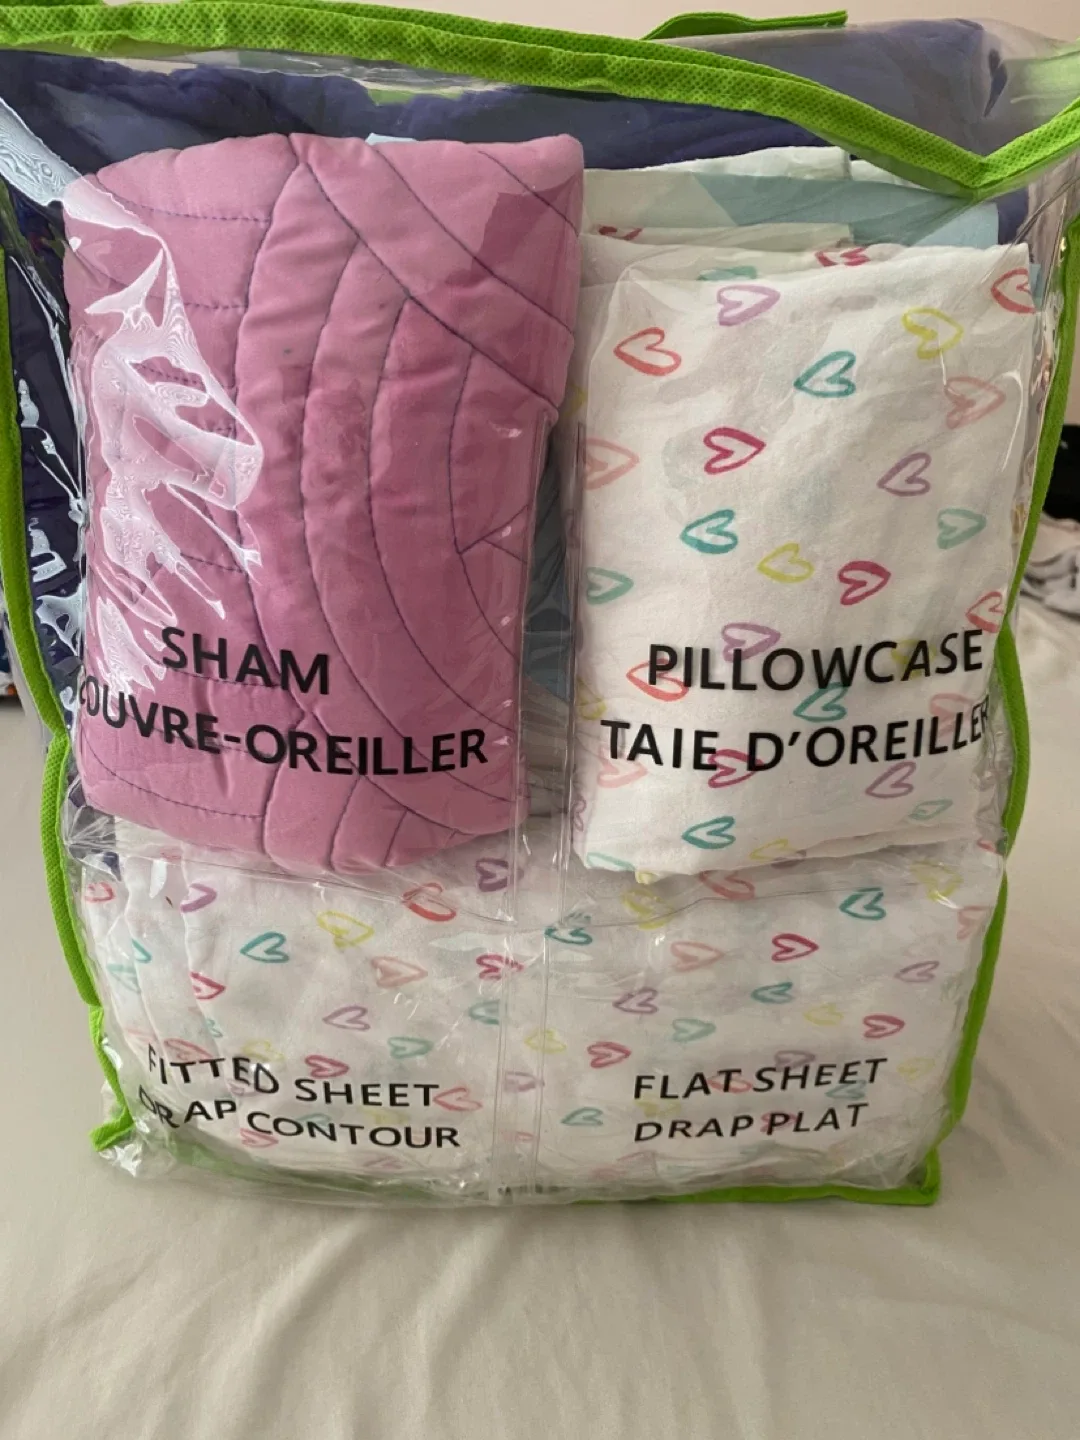 SHAM
COUVRE-OREILLER
PILLOWCASE
TAIE D'OREILLER
FITTED SHEET
DRAP CONTOUR
FLAT SHEET
DRAP PLAT